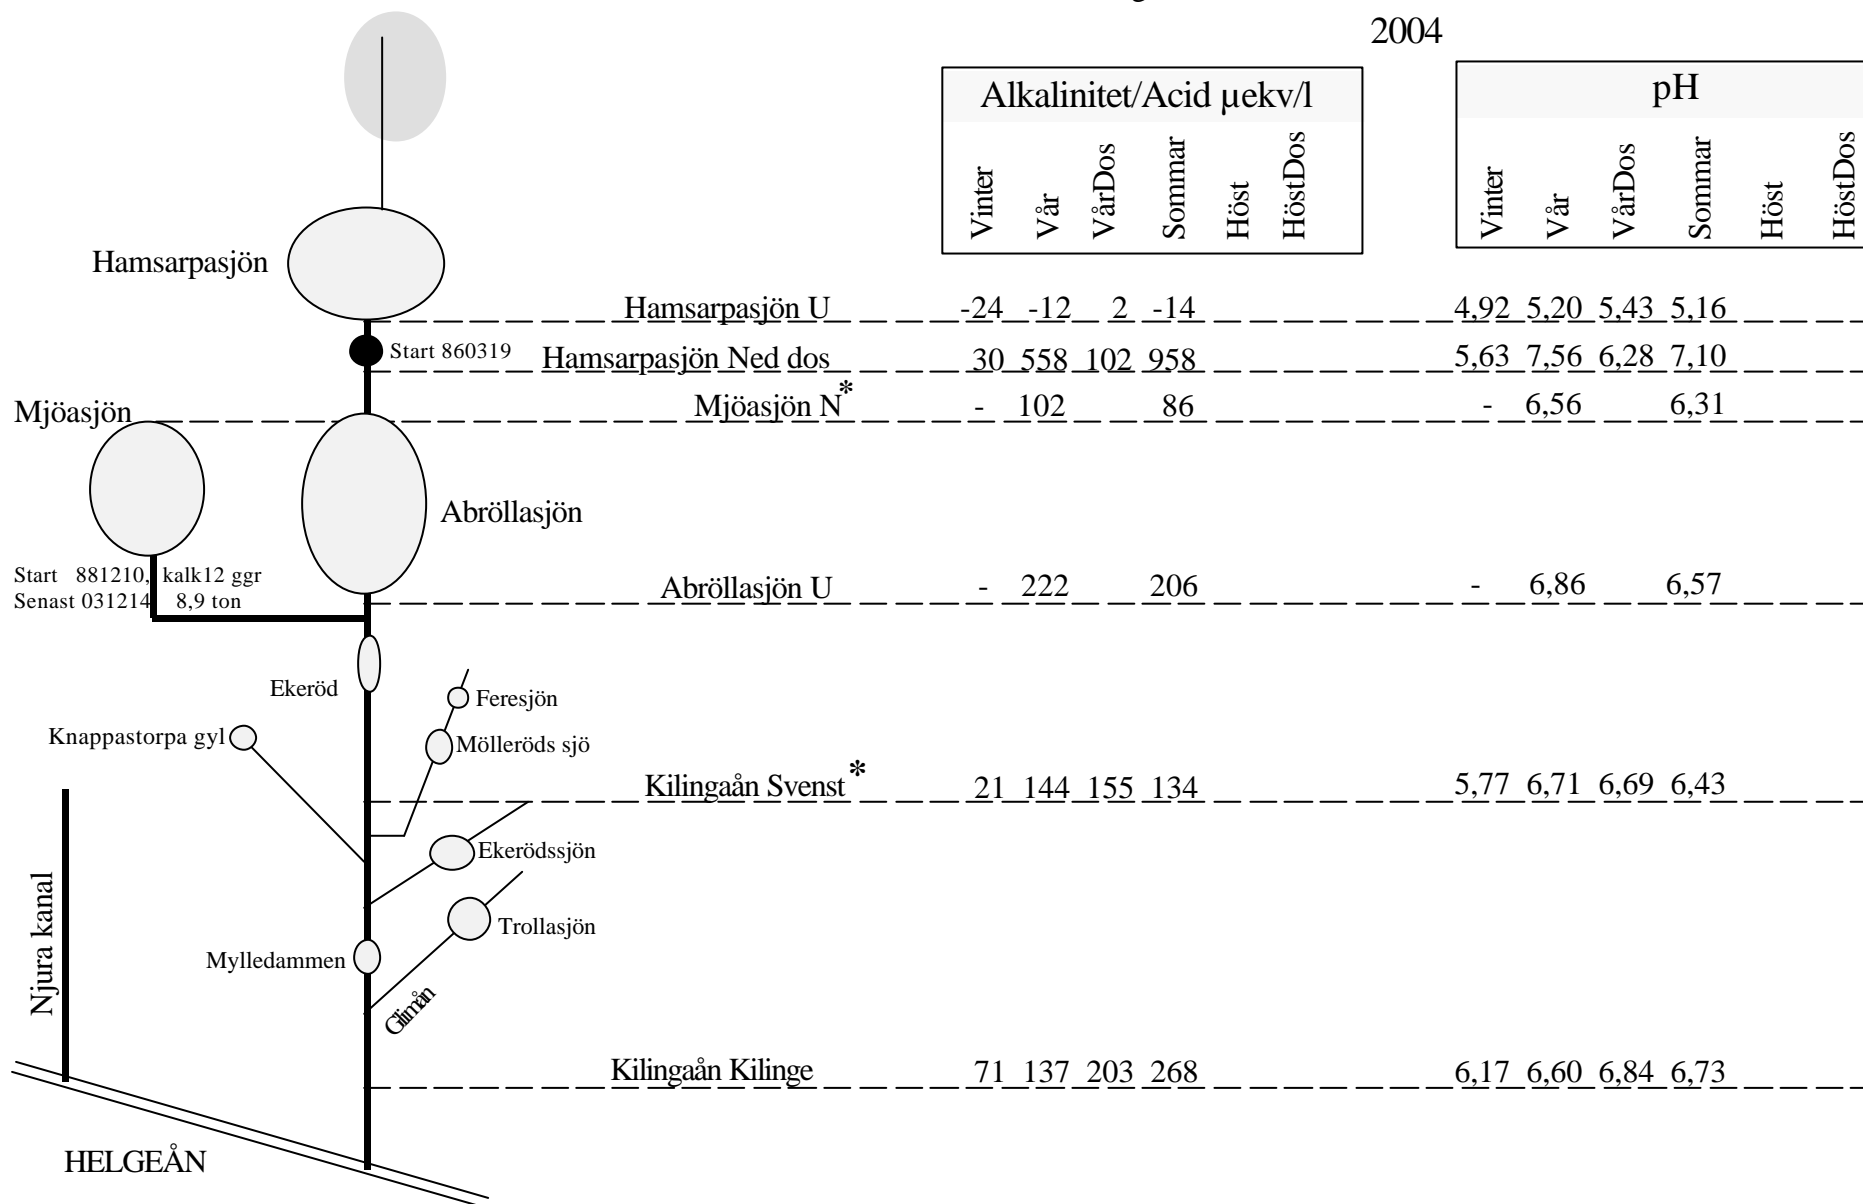 2004
Alkalinitet/Acid µekv/l
pH
Vinter Vår VårDos Sommar Höst HöstDos
Vinter Vår VårDos Sommar Höst HöstDos
Hamsarpasjön
Hamsarpasjön U -24 -12 2 -14 4,92 5,20 5,43 5,16
Start 860319
Hamsarpasjön Ned dos 30 558 102 958 5,63 7,56 6,28 7,10
Mjöasjön
Mjöasjön N* - 102 86 - 6,56 6,31
Abröllasjön
Start 881210, kalk12 ggr
Senast 031214 8,9 ton
Abröllasjön U - 222 206 - 6,86 6,57
Ekeröd
Feresjön
Knappastorpa gyl
Mölleröds sjö
Kilingaån Svenst* 21 144 155 134 5,77 6,71 6,69 6,43
Ekerödssjön
Njura kanal
Trollasjön
Mylledammen
Kilingaån Kilinge 71 137 203 268 6,17 6,60 6,84 6,73
HELGEÅN